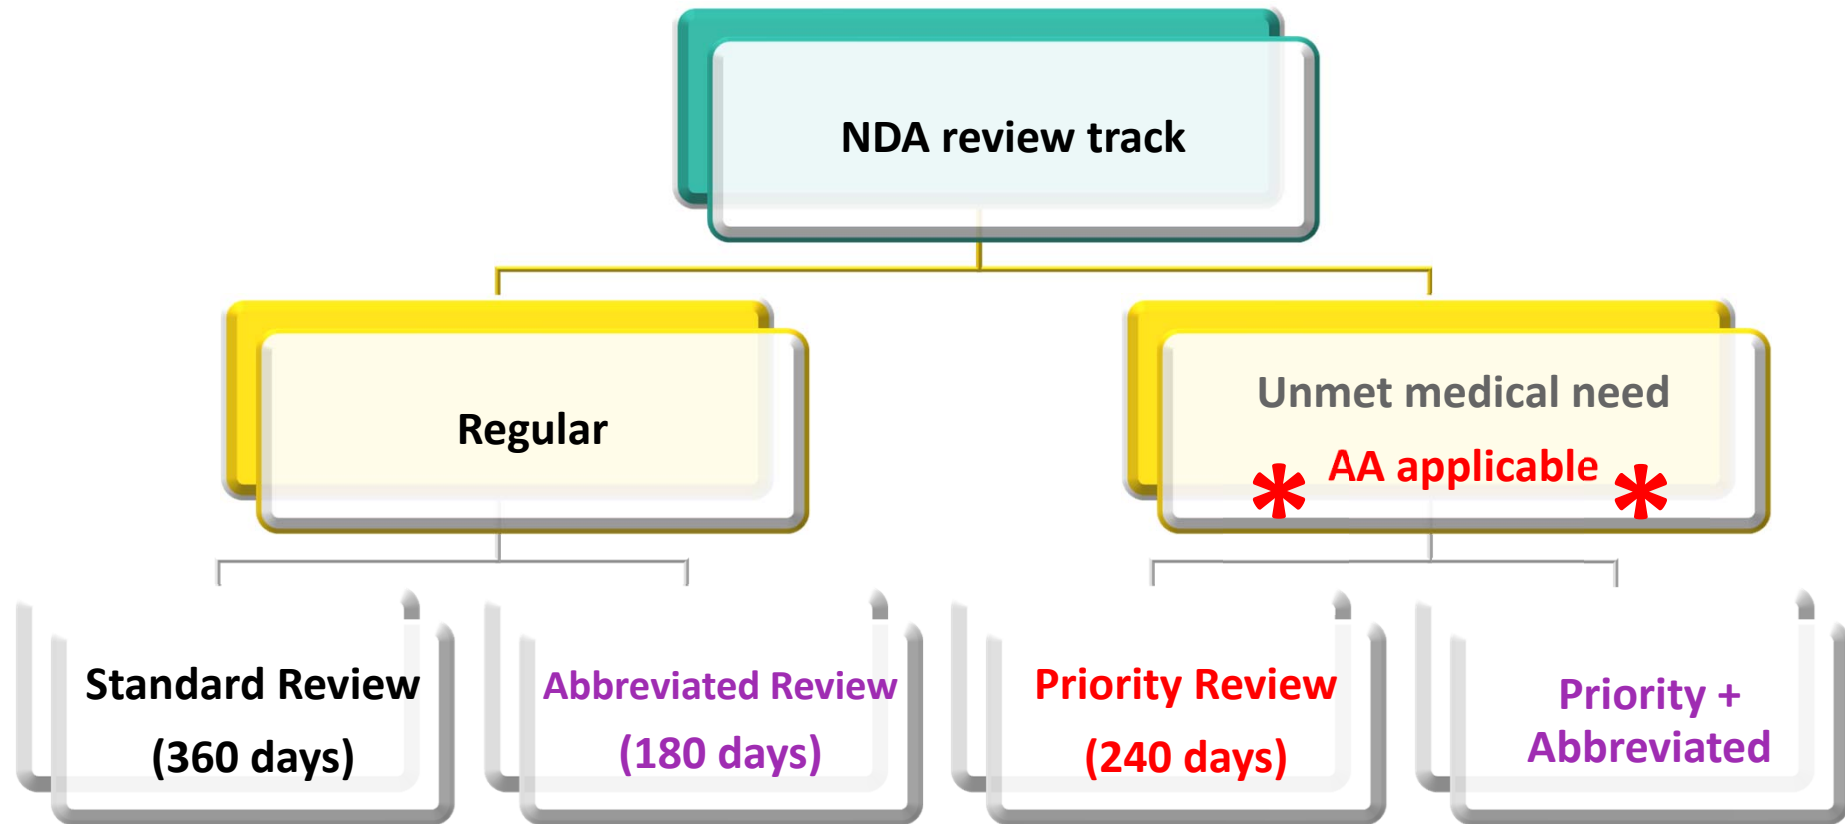 NDA review track
Regular
Unmet medical need
* AA applicable *
Standard Review
(360 days)
Abbreviated Review
(180 days)
Priority Review
(240 days)
Priority +
Abbreviated